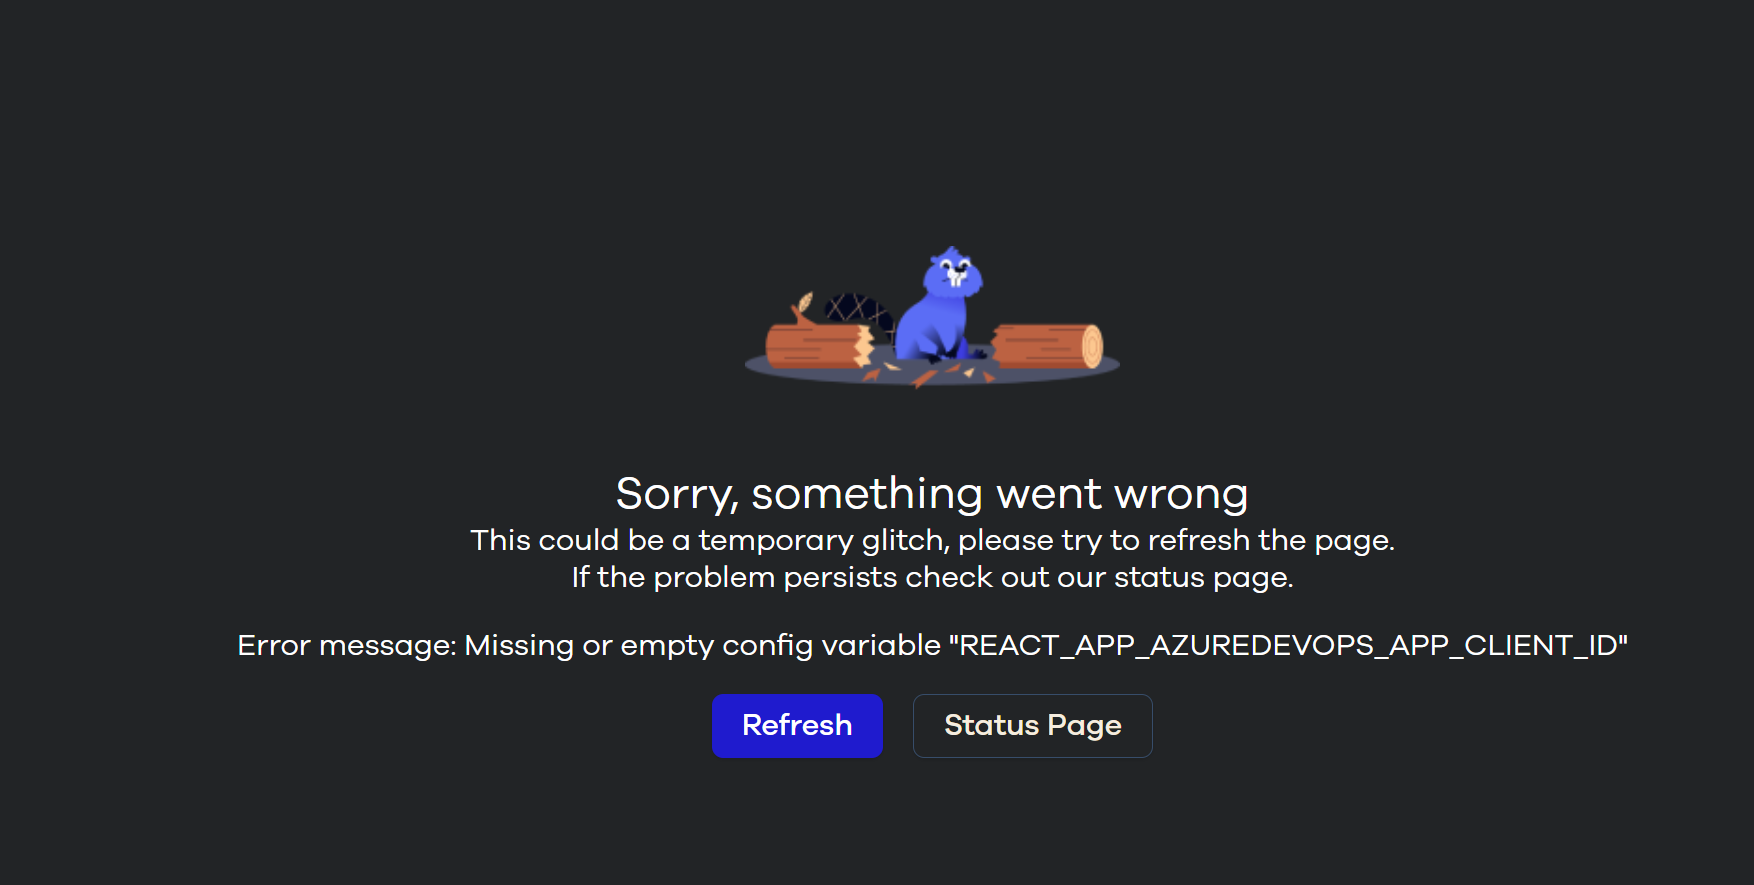 Sorry, something went wrong
This could be a temporary glitch, please try to refresh the page.
If the problem persists check out our status page.
Error message: Missing or empty config variable "REACT_APP_AZUREDEVOPS_APP_CLIENT_ID"
Refresh
Status Page